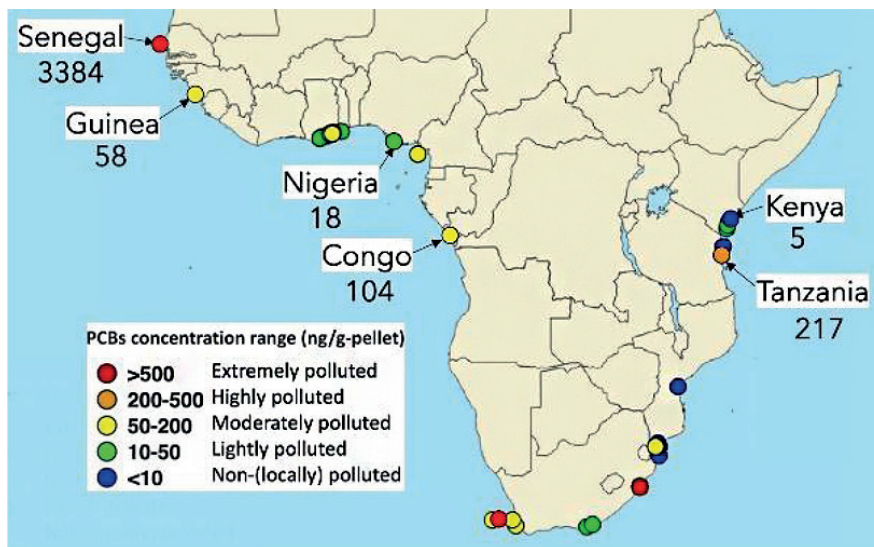 Senegal
3384
Guinea
58
Nigeria
18
Congo
104
Kenya
5
Tanzania
217
PCBs concentration range (ng/g-pellet)
>500 Extremely polluted
200-500 Highly polluted
50-200 Moderately polluted
10-50 Lightly polluted
<10 Non-(locally) polluted